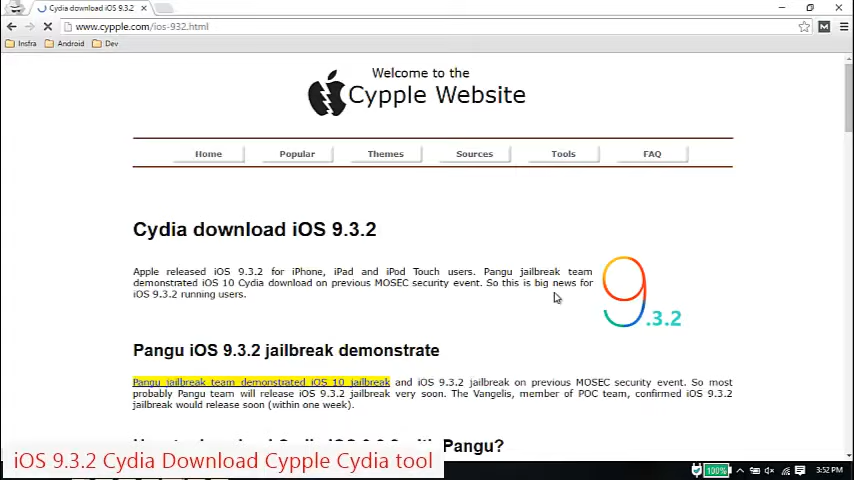 Cydia download iOS 9.3.2
www.cypple.com/ios-932.html
Insfra Android Dev
Welcome to the
Cypple Website
Home Popular Themes Sources Tools FAQ
Cydia download iOS 9.3.2
Apple released iOS 9.3.2 for iPhone, iPad and iPod Touch users. Pangu jailbreak team
demonstrated iOS 10 Cydia download on previous MOSEC security event. So this is big news for
iOS 9.3.2 running users.
9.3.2
Pangu iOS 9.3.2 jailbreak demonstrate
Pangu jailbreak team demonstrated iOS 10 jailbreak and iOS 9.3.2 jailbreak on previous MOSEC security event. So most
probably Pangu team will release iOS 9.3.2 jailbreak very soon. The Vangelis, member of POC team, confirmed iOS 9.3.2
jailbreak would release soon (within one week).
Pangu?
iOS 9.3.2 Cydia Download Cypple Cydia tool
100%
3:52 PM